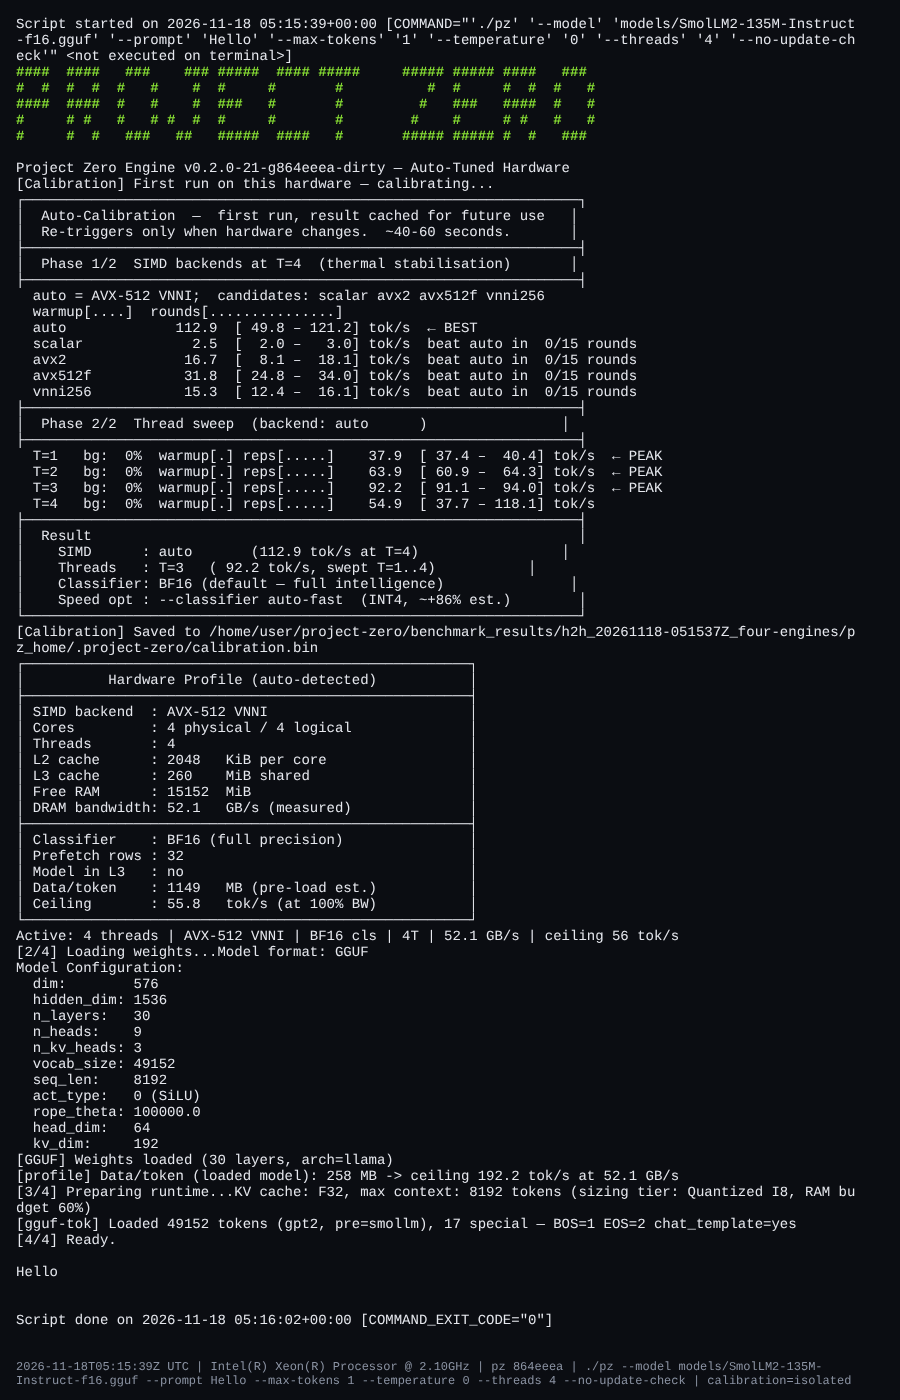 Script started on 2026-11-18 05:15:39+00:00 [COMMAND="'./pz' '--model' 'models/SmolLM2-135M-Instruct
-f16.gguf' '--prompt' 'Hello' '--max-tokens' '1' '--temperature' '0' '--threads' '4' '--no-update-ch
eck'" <not executed on terminal>]
PROJECT ZERO
Project Zero Engine v0.2.0-21-g864eeea-dirty — Auto-Tuned Hardware
[Calibration] First run on this hardware — calibrating...
Auto-Calibration — first run, result cached for future use
Re-triggers only when hardware changes. ~40-60 seconds.
Phase 1/2 SIMD backends at T=4 (thermal stabilisation)
auto = AVX-512 VNNI; candidates: scalar avx2 avx512f vnni256
warmup[....] rounds[...............]
auto 112.9 [ 49.8 – 121.2] tok/s ← BEST
scalar 2.5 [ 2.0 – 3.0] tok/s beat auto in 0/15 rounds
avx2 16.7 [ 8.1 – 18.1] tok/s beat auto in 0/15 rounds
avx512f 31.8 [ 24.8 – 34.0] tok/s beat auto in 0/15 rounds
vnni256 15.3 [ 12.4 – 16.1] tok/s beat auto in 0/15 rounds
Phase 2/2 Thread sweep (backend: auto )
T=1 bg: 0% warmup[.] reps[.....] 37.9 [ 37.4 – 40.4] tok/s ← PEAK
T=2 bg: 0% warmup[.] reps[.....] 63.9 [ 60.9 – 64.3] tok/s ← PEAK
T=3 bg: 0% warmup[.] reps[.....] 92.2 [ 91.1 – 94.0] tok/s ← PEAK
T=4 bg: 0% warmup[.] reps[.....] 54.9 [ 37.7 – 118.1] tok/s
Result
SIMD : auto (112.9 tok/s at T=4)
Threads : T=3 ( 92.2 tok/s, swept T=1..4)
Classifier: BF16 (default — full intelligence)
Speed opt : --classifier auto-fast (INT4, ~+86% est.)
[Calibration] Saved to /home/user/project-zero/benchmark_results/h2h_20261118-051537Z_four-engines/p
z_home/.project-zero/calibration.bin
Hardware Profile (auto-detected)
SIMD backend : AVX-512 VNNI
Cores : 4 physical / 4 logical
Threads : 4
L2 cache : 2048 KiB per core
L3 cache : 260 MiB shared
Free RAM : 15152 MiB
DRAM bandwidth: 52.1 GB/s (measured)
Classifier : BF16 (full precision)
Prefetch rows : 32
Model in L3 : no
Data/token : 1149 MB (pre-load est.)
Ceiling : 55.8 tok/s (at 100% BW)
Active: 4 threads | AVX-512 VNNI | BF16 cls | 4T | 52.1 GB/s | ceiling 56 tok/s
[2/4] Loading weights...Model format: GGUF
Model Configuration:
dim: 576
hidden_dim: 1536
n_layers: 30
n_heads: 9
n_kv_heads: 3
vocab_size: 49152
seq_len: 8192
act_type: 0 (SiLU)
rope_theta: 100000.0
head_dim: 64
kv_dim: 192
[GGUF] Weights loaded (30 layers, arch=llama)
[profile] Data/token (loaded model): 258 MB -> ceiling 192.2 tok/s at 52.1 GB/s
[3/4] Preparing runtime...KV cache: F32, max context: 8192 tokens (sizing tier: Quantized I8, RAM bu
dget 60%)
[gguf-tok] Loaded 49152 tokens (gpt2, pre=smollm), 17 special — BOS=1 EOS=2 chat_template=yes
[4/4] Ready.
Hello
Script done on 2026-11-18 05:16:02+00:00 [COMMAND_EXIT_CODE="0"]
2026-11-18T05:15:39Z UTC | Intel(R) Xeon(R) Processor @ 2.10GHz | pz 864eeea | ./pz --model models/SmolLM2-135M-
Instruct-f16.gguf --prompt Hello --max-tokens 1 --temperature 0 --threads 4 --no-update-check | calibration=isolated